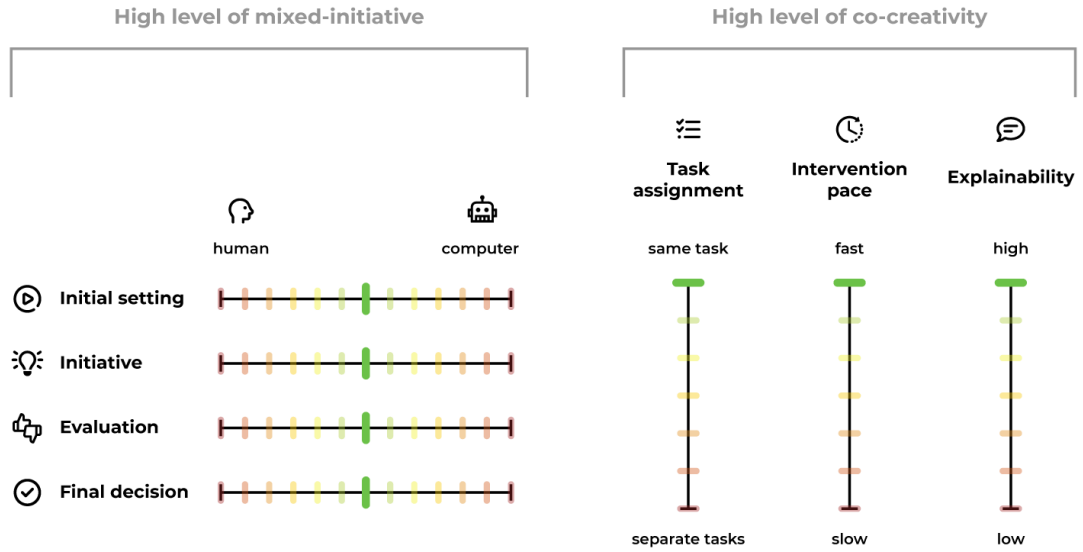 High level of mixed-initiative
human
computer
Initial setting
Initiative
Evaluation
Final decision
High level of co-creativity
Task
assignment
Intervention
pace
Explainability
same task
fast
high
separate tasks
slow
low